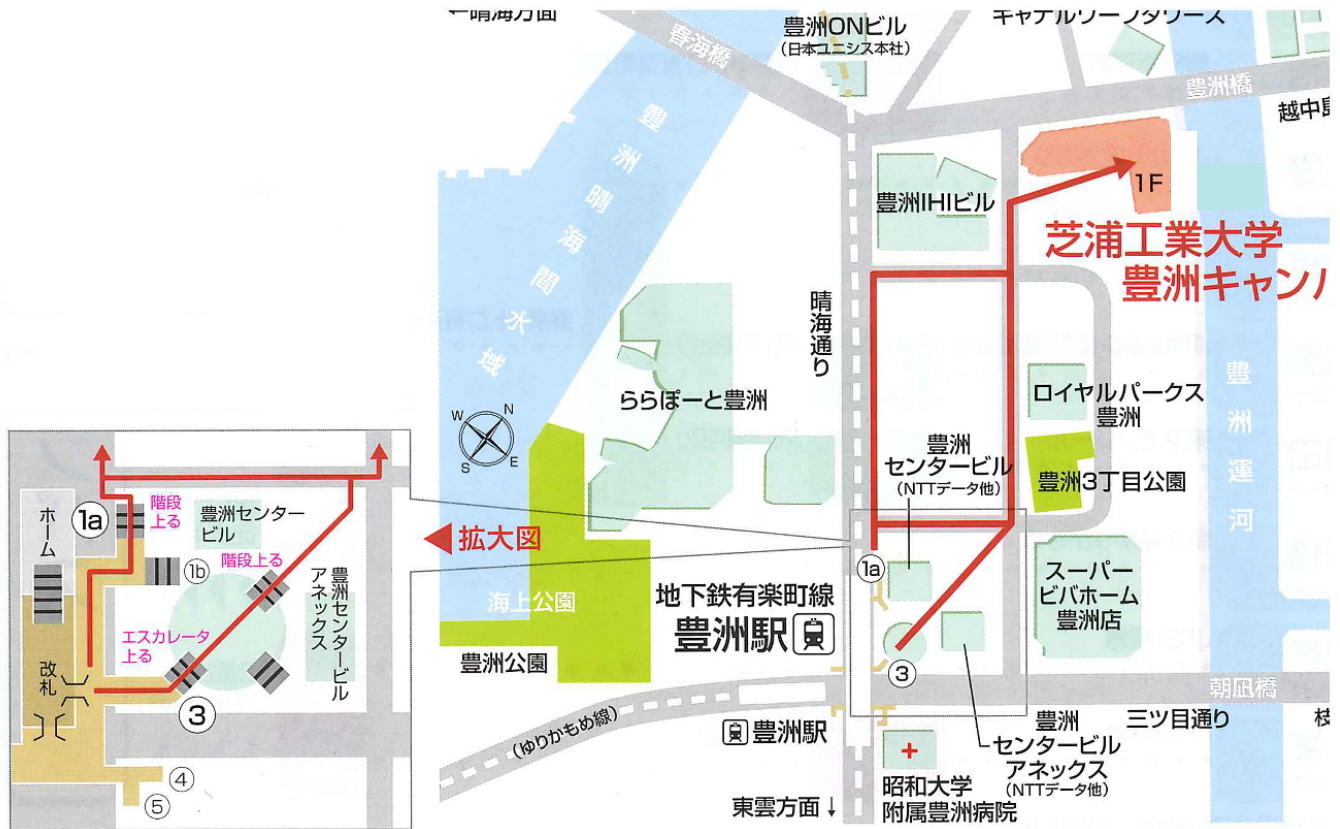 ←晴海方面
春海橋
豊洲ONビル
（日本ユニシス本社）
キャナルワーフタワーズ
豊洲橋
越中島
豊洲晴海間水域
豊洲IHIビル
1F
芝浦工業大学
豊洲キャンパ
晴海通り
ららぽーと豊洲
W
N
S
E
ロイヤルパークス
豊洲
豊洲
センタービル
（NTTデータ他）
豊洲3丁目公園
豊洲運河
拡大図
1a
スーパー
ビバホーム
豊洲店
海上公園
豊洲公園
地下鉄有楽町線
豊洲駅
3
朝凪橋
三ツ目通り
枝
（ゆりかもめ線）
豊洲駅
豊洲
センタービル
アネックス
（NTTデータ他）
昭和大学
附属豊洲病院
東雲方面↓
ホーム
1a
階段
上る
豊洲センター
ビル
1b
階段上る
豊洲センタービル
アネックス
エスカレータ
上る
改札
3
4
5